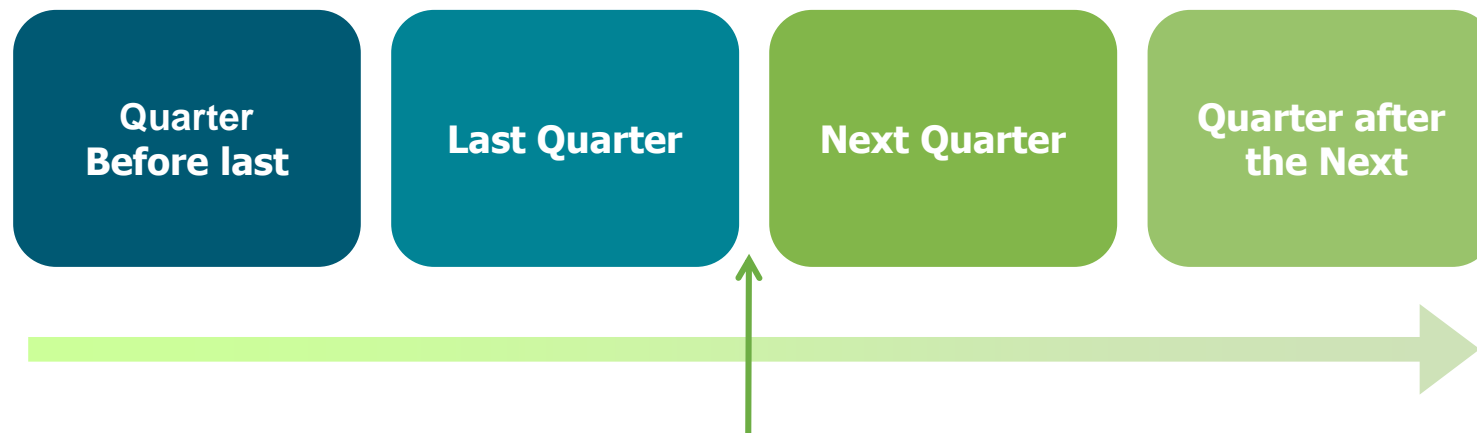 Quarter
Before last
Last Quarter
Next Quarter
Quarter after
the Next